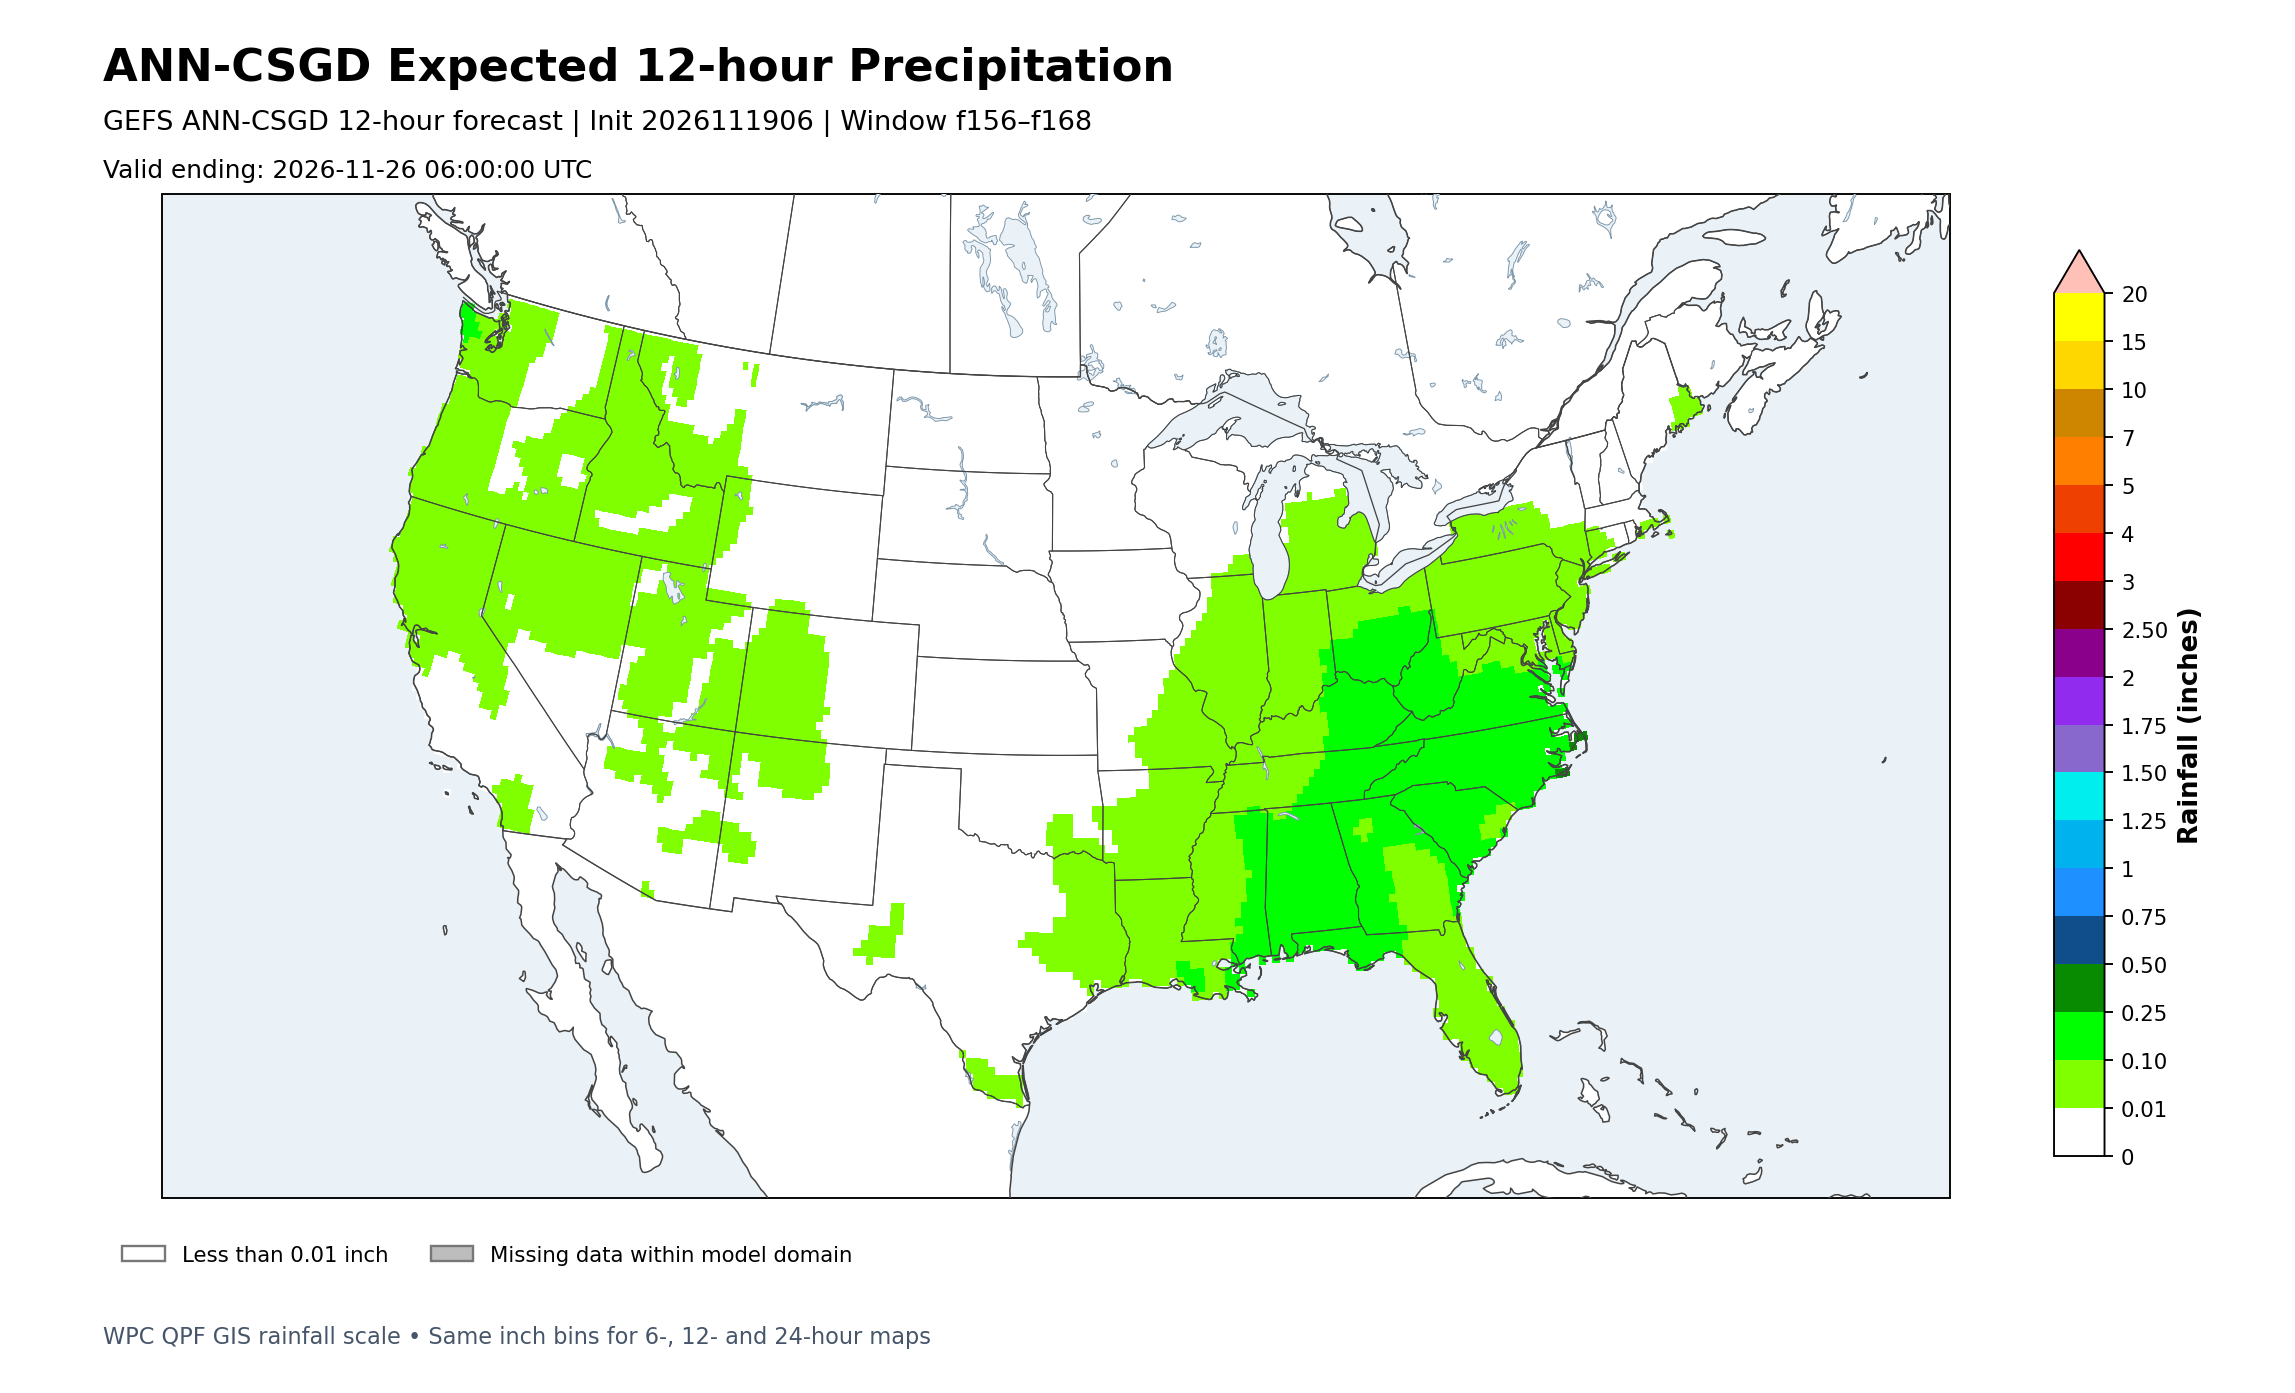 ANN-CSGD Expected 12-hour Precipitation
GEFS ANN-CSGD 12-hour forecast | Init 2026111906 | Window f156–f168
Valid ending: 2026-11-26 06:00:00 UTC
20
15
10
7
5
4
3
2.50
2
1.75
1.50
1.25
1
0.75
0.50
0.25
0.10
0.01
0
Rainfall (inches)
Less than 0.01 inch
Missing data within model domain
WPC QPF GIS rainfall scale • Same inch bins for 6-, 12- and 24-hour maps